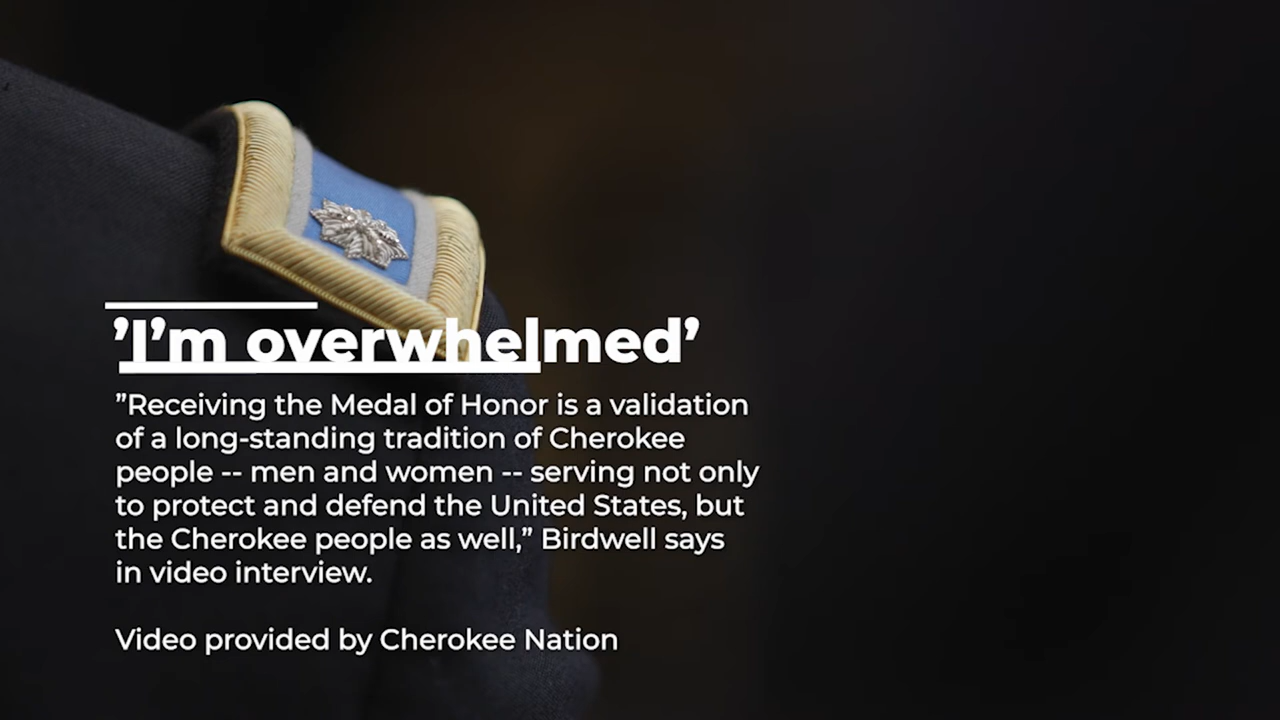 ’I’m overwhelmed’
”Receiving the Medal of Honor is a validation
of a long-standing tradition of Cherokee
people -- men and women -- serving not only
to protect and defend the United States, but
the Cherokee people as well,” Birdwell says
in video interview.
Video provided by Cherokee Nation